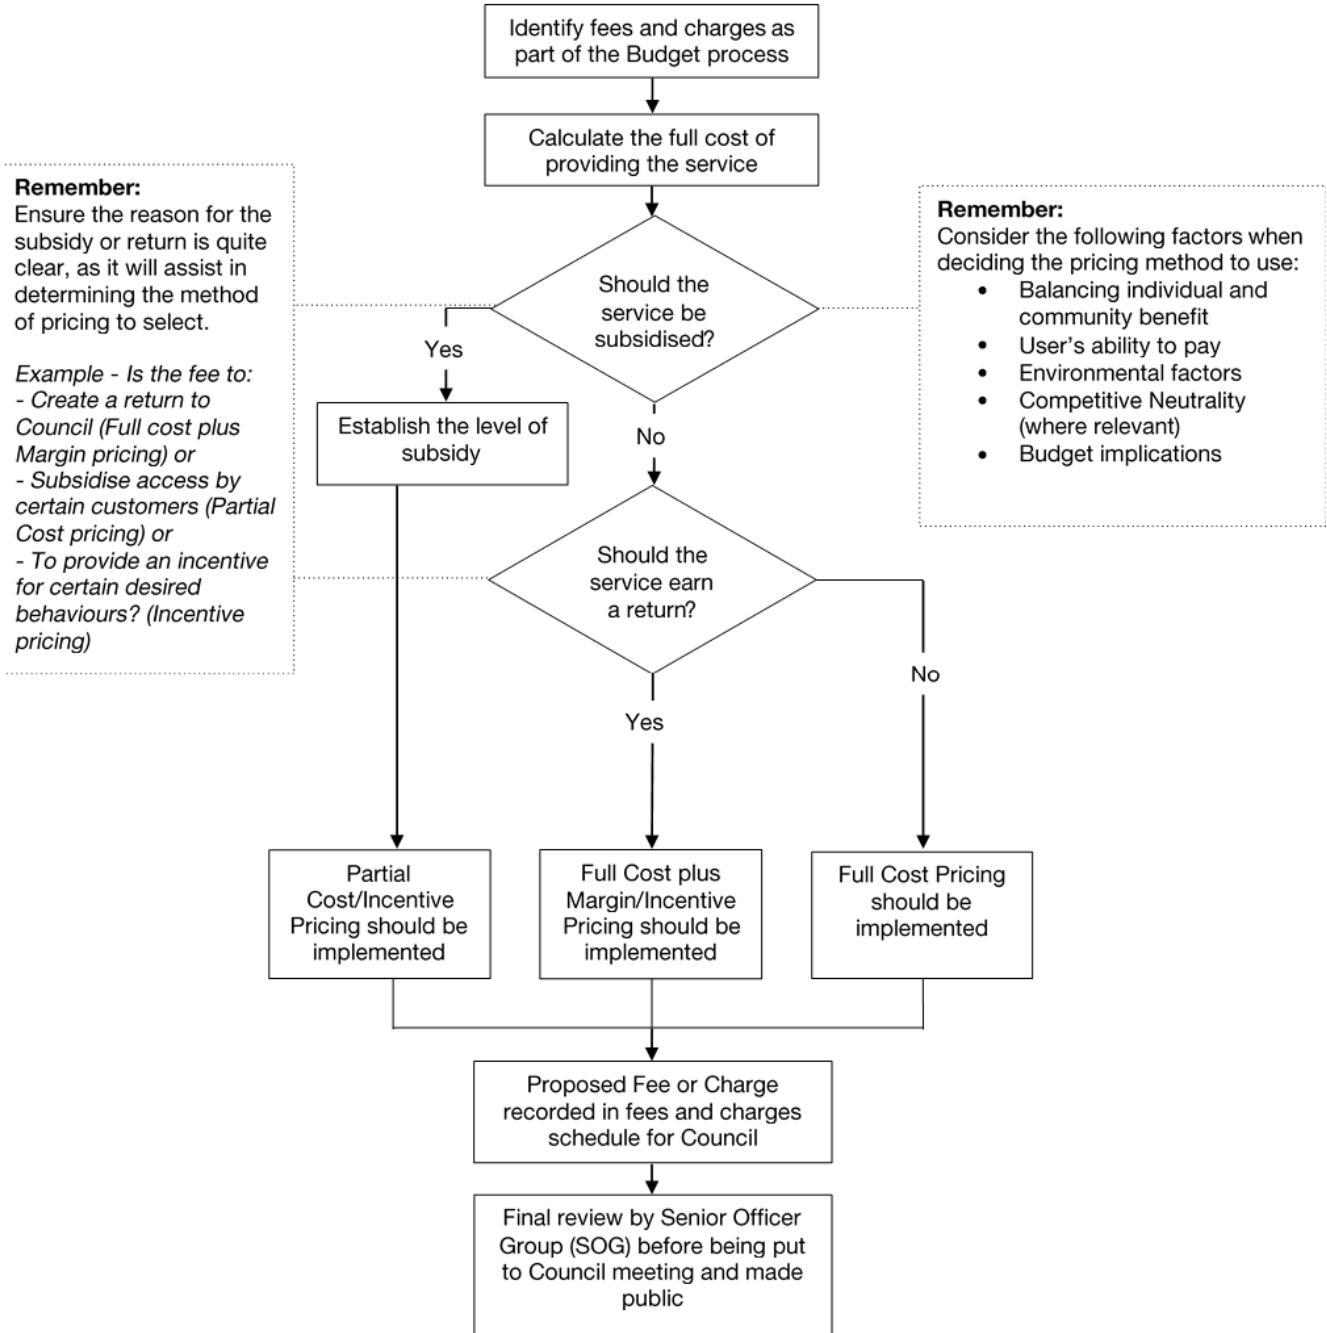 Identify fees and charges as
part of the Budget process
Calculate the full cost of
providing the service
Remember:
Ensure the reason for the
subsidy or return is quite
clear, as it will assist in
determining the method
of pricing to select.
Example - Is the fee to:
- Create a return to
Council (Full cost plus
Margin pricing) or
- Subsidise access by
certain customers (Partial
Cost pricing) or
- To provide an incentive
for certain desired
behaviours? (Incentive
pricing)
Should the
service be
subsidised?
Remember:
Consider the following factors when
deciding the pricing method to use:
• Balancing individual and
community benefit
• User's ability to pay
• Environmental factors
• Competitive Neutrality
(where relevant)
• Budget implications
Yes
Establish the level of
subsidy
No
Should the
service earn
a return?
No
Yes
Partial
Cost/Incentive
Pricing should be
implemented
Full Cost plus
Margin/Incentive
Pricing should be
implemented
Full Cost Pricing
should be
implemented
Proposed Fee or Charge
recorded in fees and charges
schedule for Council
Final review by Senior Officer
Group (SOG) before being put
to Council meeting and made
public